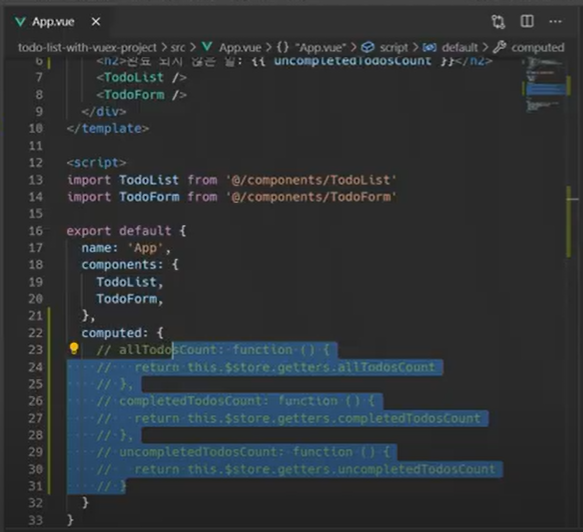 App.vue
todo-list-with-vuex-project > src > App.vue > {} "App.vue" > script > default > computed
6 <h2>완료 되지 않은 일: {{ uncompletedTodosCount }}</h2>
7 <TodoList />
8 <TodoForm />
9 </div>
10 </template>
11
12 <script>
13 import TodoList from '@/components/TodoList'
14 import TodoForm from '@/components/TodoForm'
15
16 export default {
17 name: 'App',
18 components: {
19 TodoList,
20 TodoForm,
21 },
22 computed: {
23 // allTodosCount: function () {
24 // return this.$store.getters.allTodosCount
25 // },
26 // completedTodosCount: function () {
27 // return this.$store.getters.completedTodosCount
28 // },
29 // uncompletedTodosCount: function () {
30 // return this.$store.getters.uncompletedTodosCount
31 // }
32 }
33 }